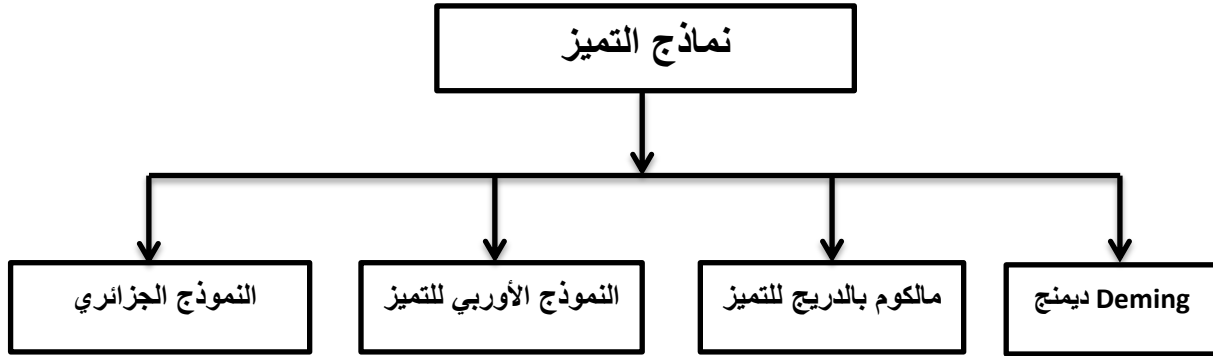 نماذج التميز
ديمنج Deming
مالكوم بالدريج للتميز
النموذج الأوربي للتميز
النموذج الجزائري